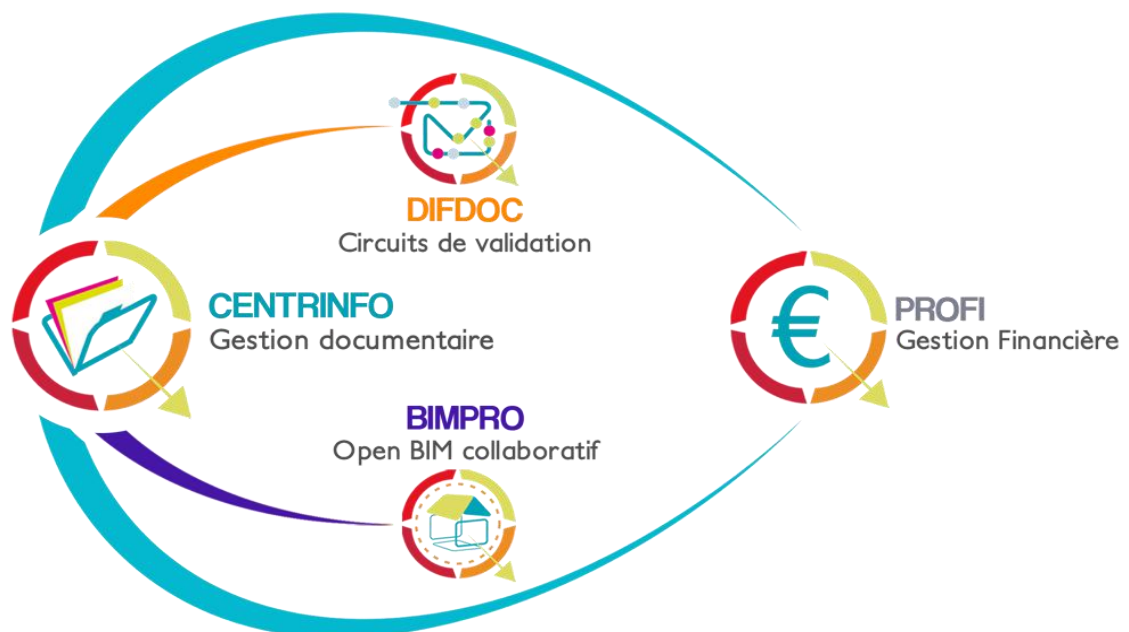 DIFDOC
Circuits de validation
CENTRINFO
Gestion documentaire
€
PROFI
Gestion Financière
BIMPRO
Open BIM collaboratif